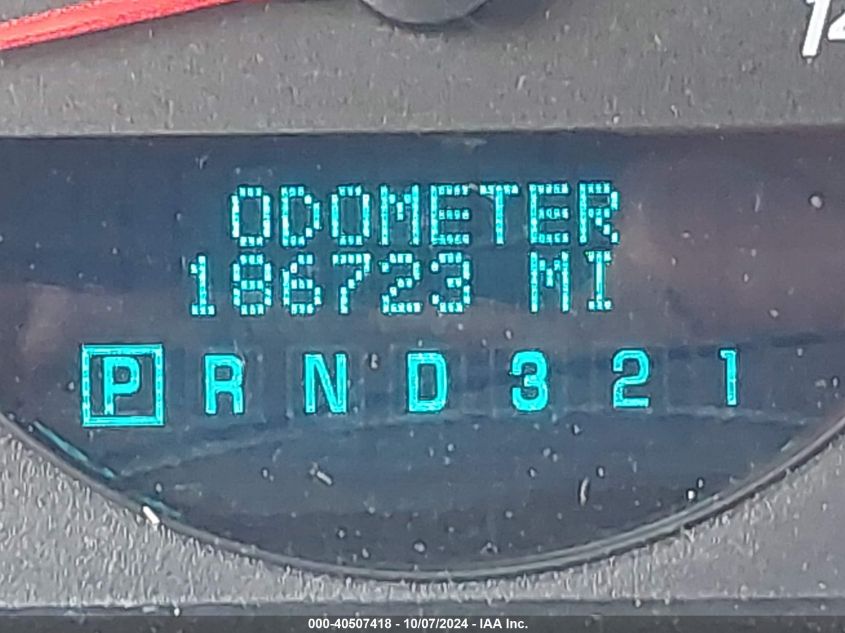 ODOMETER
186723 MI
P R N D 3 2 1
000-40507418 - 10/07/2024 - IAA Inc.